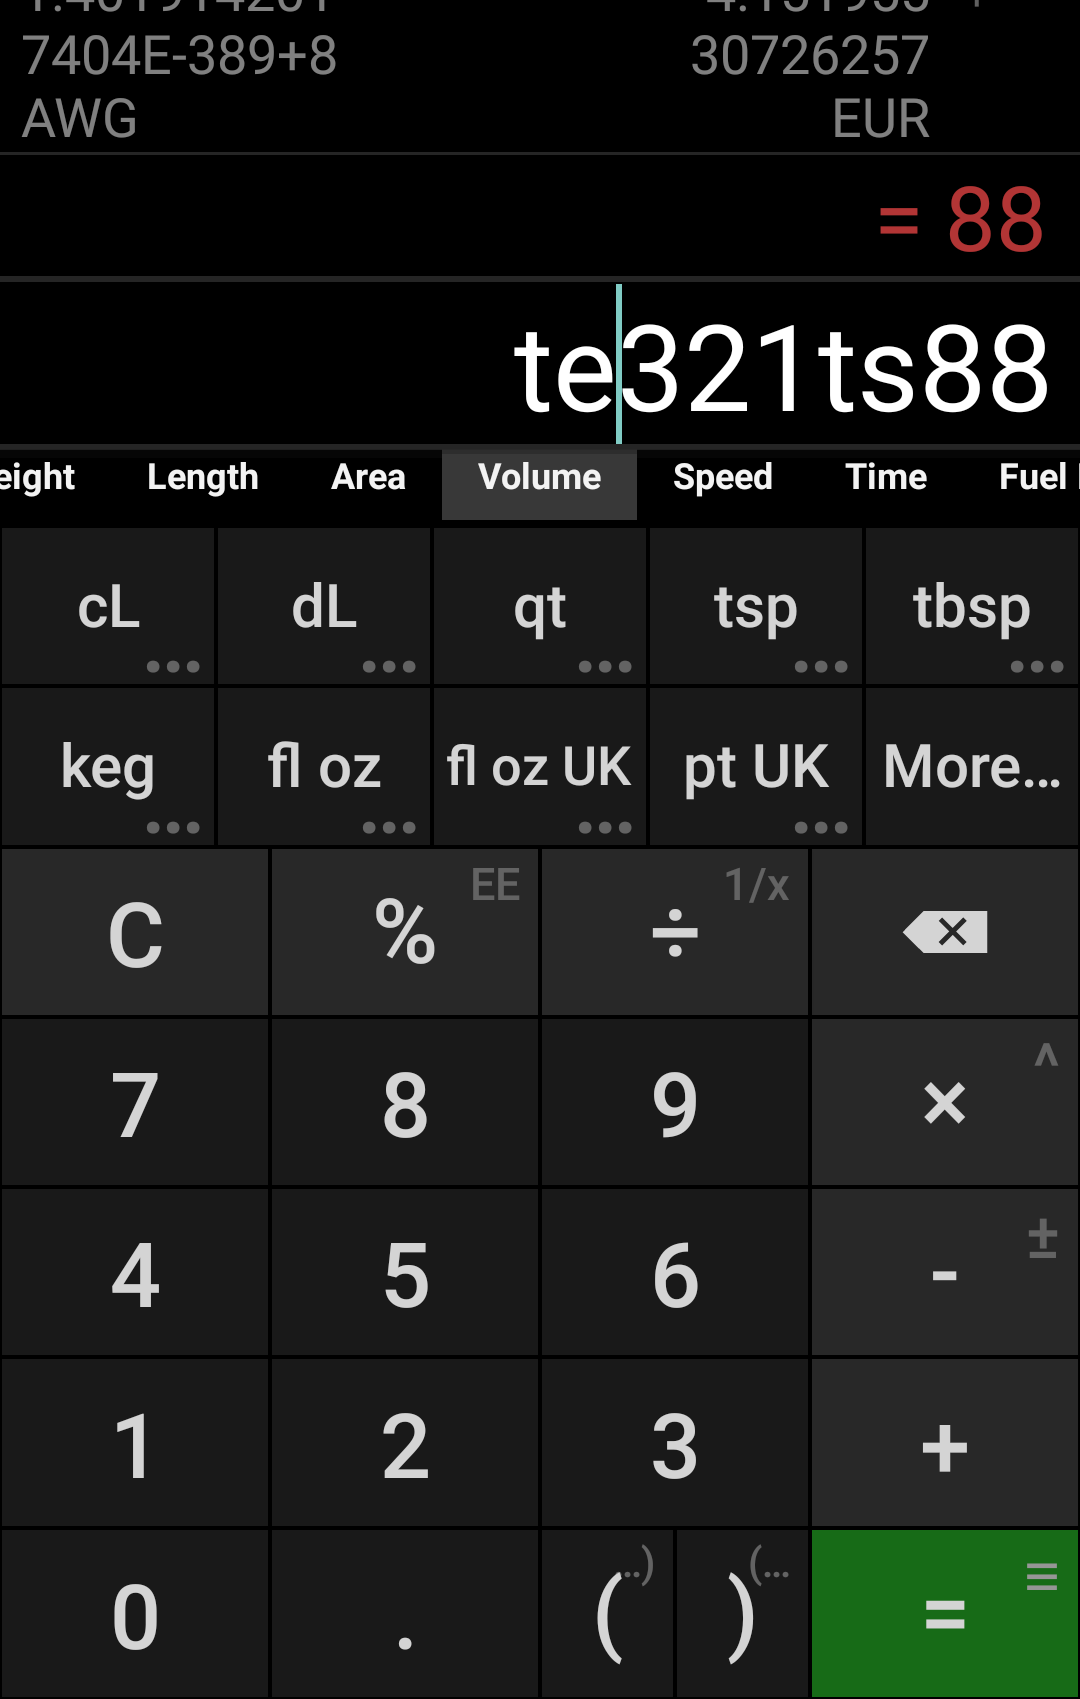 7404E-389+8 30726257
AWG EUR
= 88
te321ts88
eight Length Area Volume Speed Time Fuel
cL dL qt tsp tbsp
keg fl oz fl oz UK pt UK More...
C % EE ÷ 1/x
7 8 9 × ^
4 5 6 - ±
1 2 3 +
0 . ( ..) ) (... = ≡